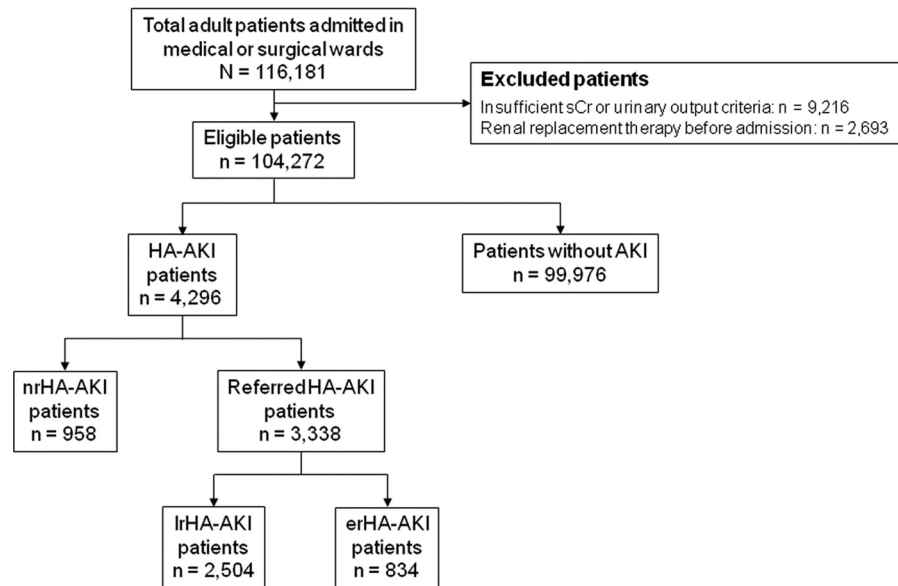 Total adult patients admitted in
medical or surgical wards
N = 116,181
Excluded patients
Insufficient sCr or urinary output criteria: n = 9,216
Renal replacement therapy before admission: n = 2,693
Eligible patients
n = 104,272
HA-AKI
patients
n = 4,296
Patients without AKI
n = 99,976
nrHA-AKI
patients
n = 958
Referred HA-AKI
patients
n = 3,338
lrHA-AKI
patients
n = 2,504
erHA-AKI
patients
n = 834